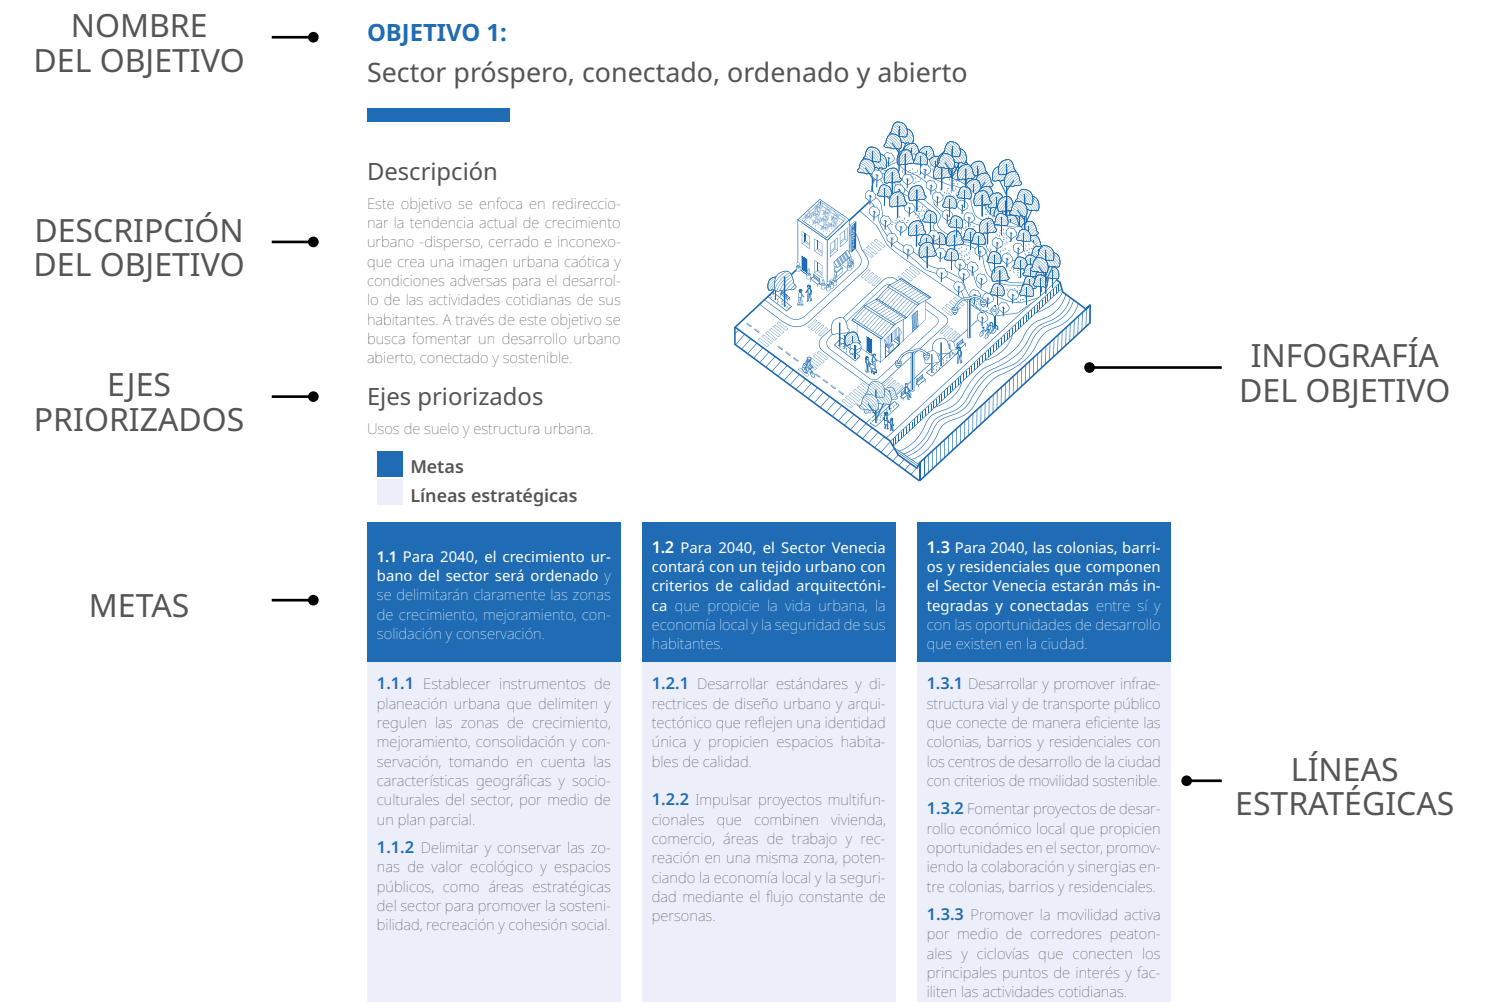 NOMBRE
DEL OBJETIVO
OBJETIVO 1:
Sector próspero, conectado, ordenado y abierto
DESCRIPCIÓN
DEL OBJETIVO
Descripción
Este objetivo se enfoca en redireccio-
nar la tendencia actual de crecimiento
urbano -disperso, cerrado e inconexo-
que crea una imagen urbana caótica y
condiciones adversas para el desarrol-
lo de las actividades cotidianas de sus
habitantes. A través de este objetivo se
busca fomentar un desarrollo urbano
abierto, conectado y sostenible.
EJES
PRIORIZADOS
Ejes priorizados
Usos de suelo y estructura urbana.
INFOGRAFÍA
DEL OBJETIVO
Metas
Líneas estratégicas
METAS
1.1 Para 2040, el crecimiento ur-
bano del sector será ordenado y
se delimitarán claramente las zonas
de crecimiento, mejoramiento, con-
solidación y conservación.
1.2 Para 2040, el Sector Venecia
contará con un tejido urbano con
criterios de calidad arquitectóni-
ca que propicie la vida urbana, la
economía local y la seguridad de sus
habitantes.
1.3 Para 2040, las colonias, barri-
os y residenciales que componen
el Sector Venecia estarán más in-
tegradas y conectadas entre sí y
con las oportunidades de desarrollo
que existen en la ciudad.
1.1.1 Establecer instrumentos de
planeación urbana que delimiten y
regulen las zonas de crecimiento,
mejoramiento, consolidación y con-
servación, tomando en cuenta las
características geográficas y socio-
culturales del sector, por medio de
un plan parcial.
1.1.2 Delimitar y conservar las zo-
nas de valor ecológico y espacios
públicos, como áreas estratégicas
del sector para promover la sosteni-
bilidad, recreación y cohesión social.
1.2.1 Desarrollar estándares y di-
rectrices de diseño urbano y arqui-
tectónico que reflejen una identidad
única y propicien espacios habita-
bles de calidad.
1.2.2 Impulsar proyectos multifun-
cionales que combinen vivienda,
comercio, áreas de trabajo y rec-
reación en una misma zona, poten-
ciando la economía local y la seguri-
dad mediante el flujo constante de
personas.
1.3.1 Desarrollar y promover infrae-
structura vial y de transporte público
que conecte de manera eficiente las
colonias, barrios y residenciales con
los centros de desarrollo de la ciudad
con criterios de movilidad sostenible.
1.3.2 Fomentar proyectos de desar-
rollo económico local que propicien
oportunidades en el sector, promov-
iendo la colaboración y sinergias en-
tre colonias, barrios y residenciales.
1.3.3 Promover la movilidad activa
por medio de corredores peaton-
ales y ciclovías que conecten los
principales puntos de interés y fac-
iliten las actividades cotidianas.
LÍNEAS
ESTRATÉGICAS